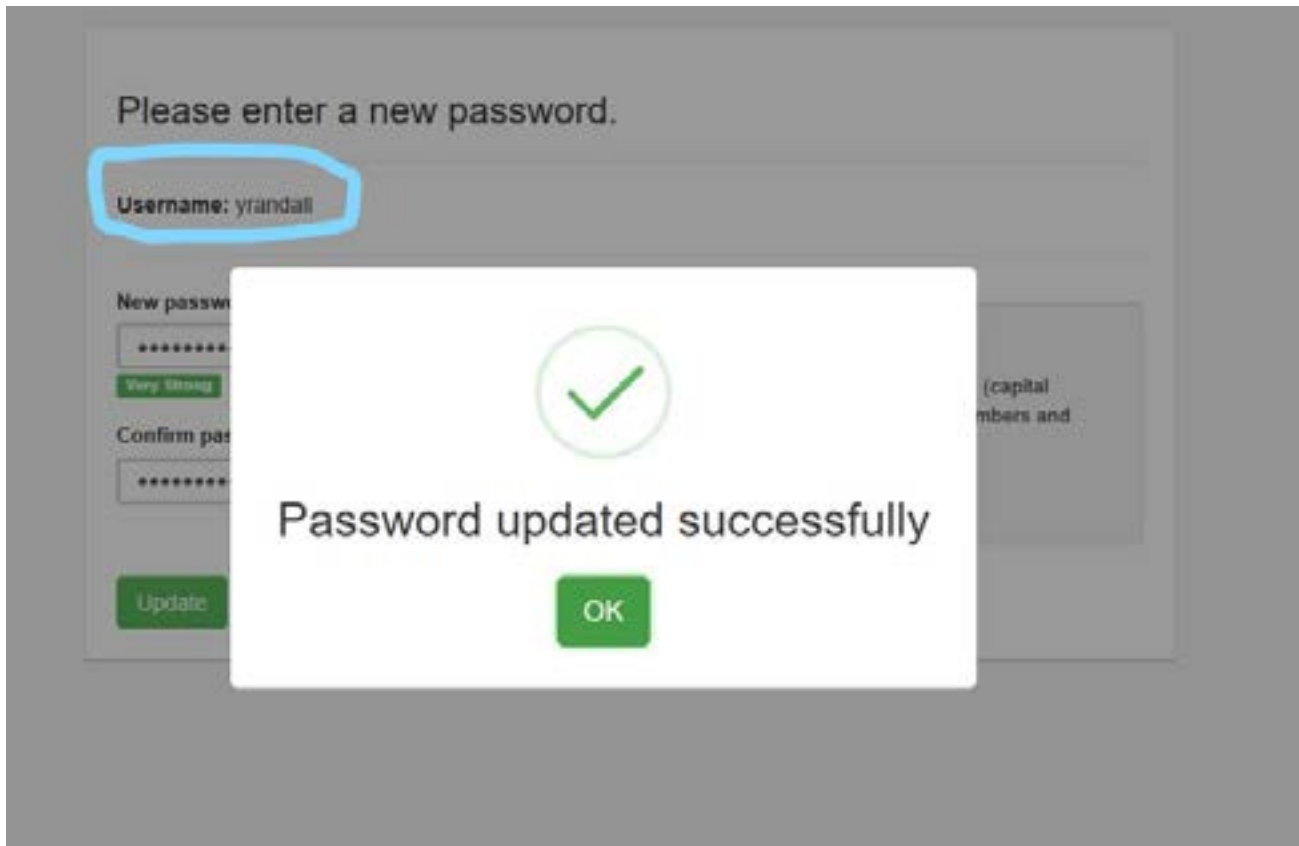 Please enter a new password.
Username: yrandall
New passw
Very Strong
(capital
mbers and
Confirm pas
Password updated successfully
Update
OK